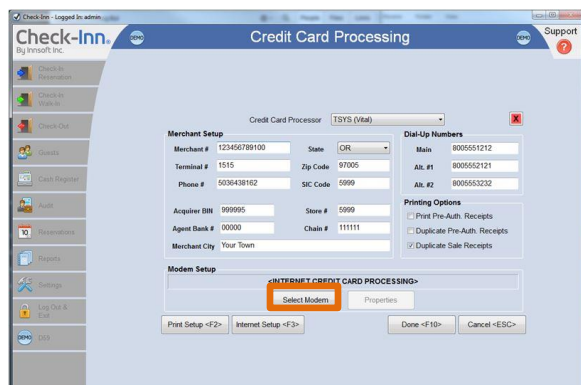 Check-Inn - Logged In: admin
Check-Inn®
By Innsoft Inc.
DEMO
Credit Card Processing
DEMO
Support
?
Check In
Reservation
Check in
Walk-In
Check Out
Guests
Cash Register
Audit
10
Reservations
Reports
Settings
Log Out &
Exit
DEMO
DSS
Credit Card Processor TSYS (Vital)
X
Merchant Setup
Merchant # 123456789100 State OR
Terminal # 1515 Zip Code 97005
Phone # 5036438162 SIC Code 5999
Acquirer BIN 999995 Store # 5999
Agent Bank # 00000 Chain # 111111
Merchant City Your Town
Dial-Up Numbers
Main 8005551212
Alt. #1 8005552121
Alt. #2 8005553232
Printing Options
Print Pre-Auth. Receipts
Duplicate Pre-Auth. Receipts
Duplicate Sale Receipts
Modem Setup
<INTERNET CREDIT CARD PROCESSING>
Select Modem Properties
Print Setup <F2> Internet Setup <F3> Done <F10> Cancel <ESC>